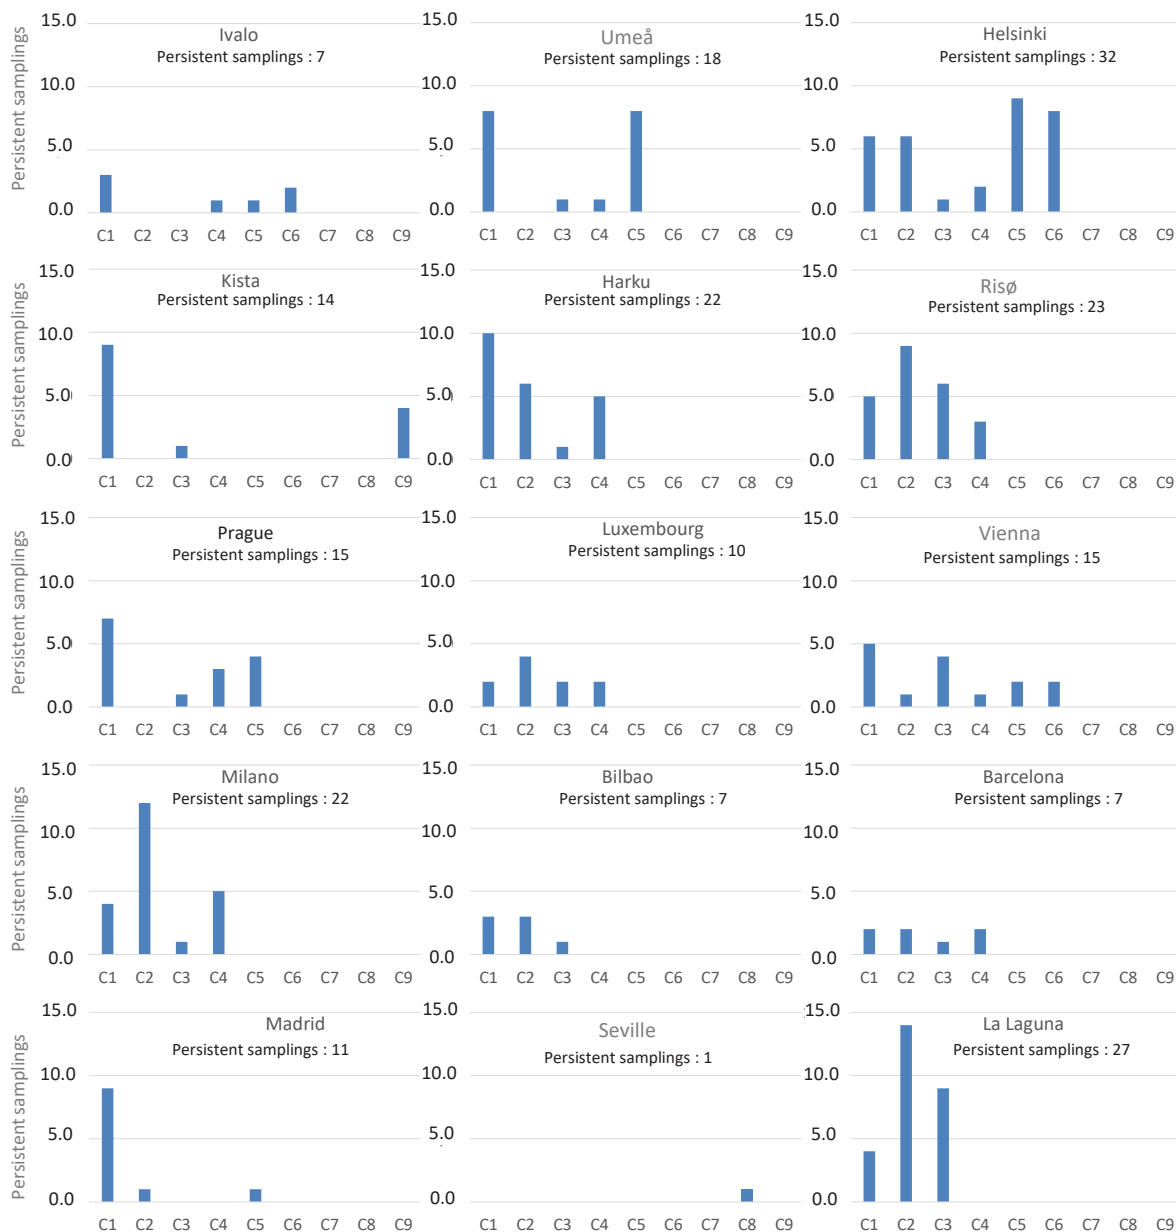 15.0 15.0 15.0
Ivalo Umeå Helsinki
Persistent samplings : 7 Persistent samplings : 18 Persistent samplings : 32
Persistent samplings
10.0 10.0 10.0
5.0 5.0 5.0
0.0 0.0 0.0
C1 C2 C3 C4 C5 C6 C7 C8 C9 C1 C2 C3 C4 C5 C6 C7 C8 C9 C1 C2 C3 C4 C5 C6 C7 C8 C9
15.0 15.0 15.0
Kista Harku Risø
Persistent samplings : 14 Persistent samplings : 22 Persistent samplings : 23
Persistent samplings
10.0 10.0 10.0
5.0 5.0 5.0
0.0 0.0 0.0
C1 C2 C3 C4 C5 C6 C7 C8 C9 C1 C2 C3 C4 C5 C6 C7 C8 C9 C1 C2 C3 C4 C5 C6 C7 C8 C9
15.0 15.0 15.0
Prague Luxembourg Vienna
Persistent samplings : 15 Persistent samplings : 10 Persistent samplings : 15
Persistent samplings
10.0 10.0 10.0
5.0 5.0 5.0
0.0 0.0 0.0
C1 C2 C3 C4 C5 C6 C7 C8 C9 C1 C2 C3 C4 C5 C6 C7 C8 C9 C1 C2 C3 C4 C5 C6 C7 C8 C9
15.0 15.0 15.0
Milano Bilbao Barcelona
Persistent samplings : 22 Persistent samplings : 7 Persistent samplings : 7
Persistent samplings
10.0 10.0 10.0
5.0 5.0 5.0
0.0 0.0 0.0
C1 C2 C3 C4 C5 C6 C7 C8 C9 C1 C2 C3 C4 C5 C6 C7 C8 C9 C1 C2 C3 C4 C5 C6 C7 C8 C9
15.0 15.0 15.0
Madrid Seville La Laguna
Persistent samplings : 11 Persistent samplings : 1 Persistent samplings : 27
Persistent samplings
10.0 10.0 10.0
5.0 5.0 5.0
0.0 0.0 0.0
C1 C2 C3 C4 C5 C6 C7 C8 C9 C1 C2 C3 C4 C5 C6 C7 C8 C9 C1 C2 C3 C4 C5 C6 C7 C8 C9